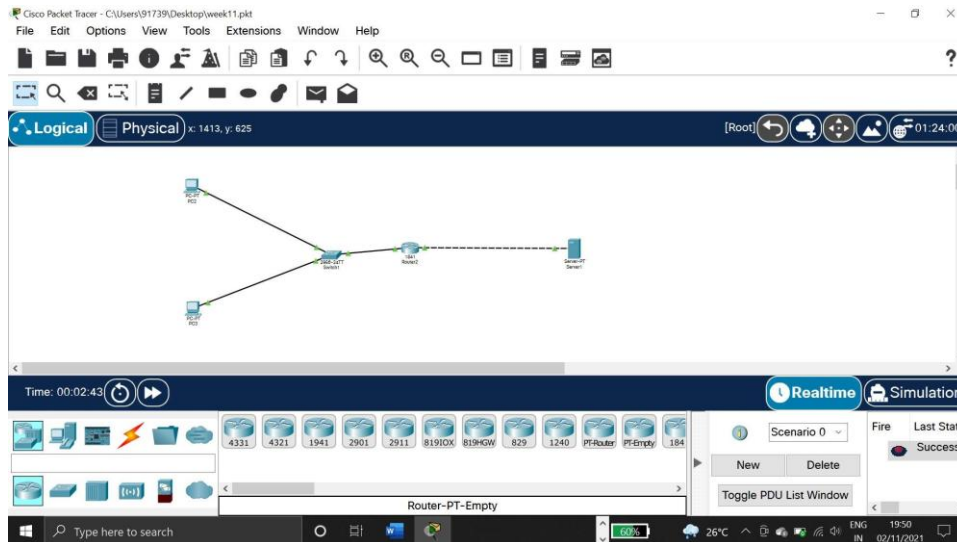 Cisco Packet Tracer - C:\Users\91739\Desktop\week11.pkt
File Edit Options View Tools Extensions Window Help
?
Logical Physical x: 1413, y: 625 [Root] 01:24:00
PC-PT
PC2
2960-24TT
Switch1
1841
Router2
Server-PT
Server1
PC-PT
PC3
Time: 00:02:43 Realtime Simulation
4331 4321 1941 2901 2911 819IOX 819HGW 829 1240 PT-Router PT-Empty 184
Scenario 0 Fire Last Stat
Success
New Delete
Toggle PDU List Window
Router-PT-Empty
Type here to search 60% 26°C ENG IN 19:50 02/11/2021